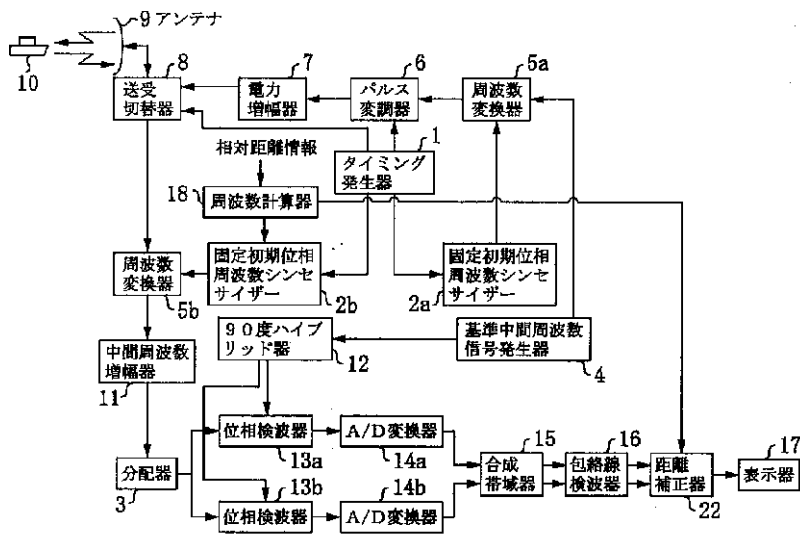 9 アンテナ
10
8
送受
切替器
7
電力
増幅器
6
パルス
変調器
5a
周波数
変換器
1
タイミング
発生器
相対距離情報
18
周波数計算器
周波数
変換器
5b
固定初期位相
周波数シンセ
サイザー
2b
固定初期位相
周波数シンセ
サイザー
2a
90度ハイブ
リッド器
12
基準中間周波数
信号発生器
4
中間周波数
増幅器
11
分配器
3
位相検波器
13a
A/D変換器
14a
13b
位相検波器
14b
A/D変換器
15
合成
帯域器
16
包絡線
検波器
距離
補正器
22
17
表示器